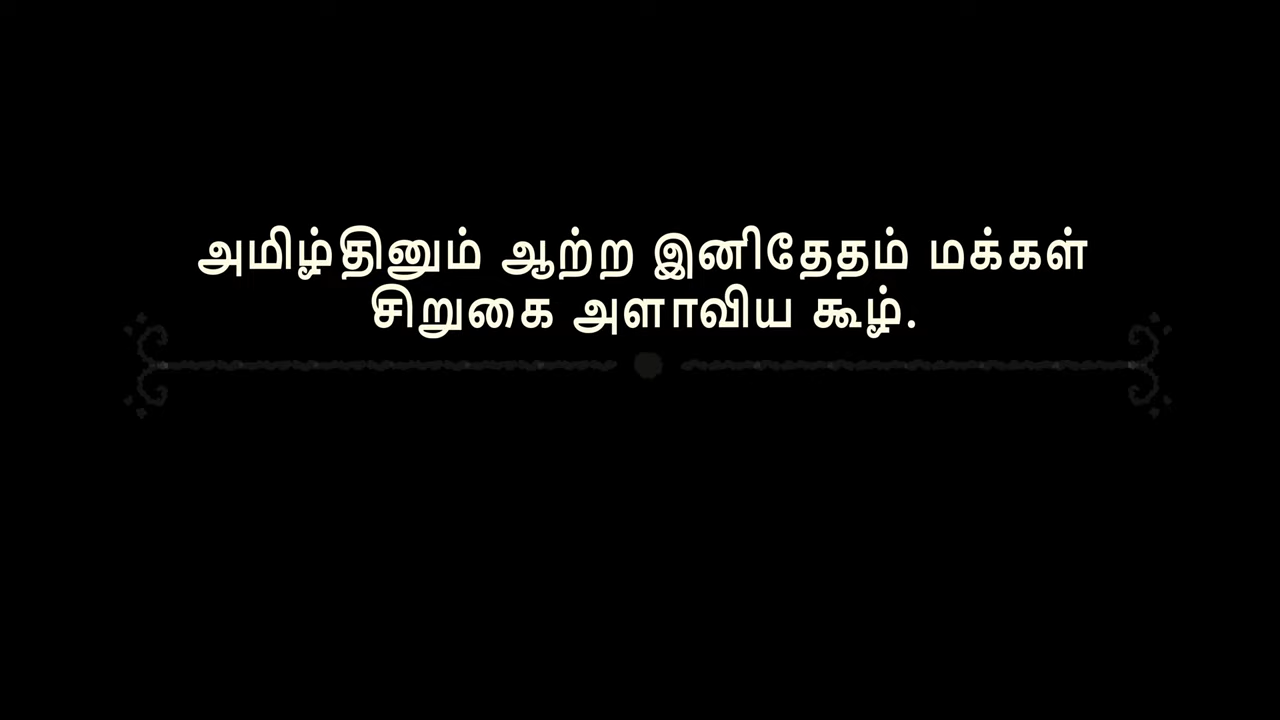 அமிழ்தினும் ஆற்ற இனிதேதம் மக்கள்
சிறுகை அளாவிய கூழ்.